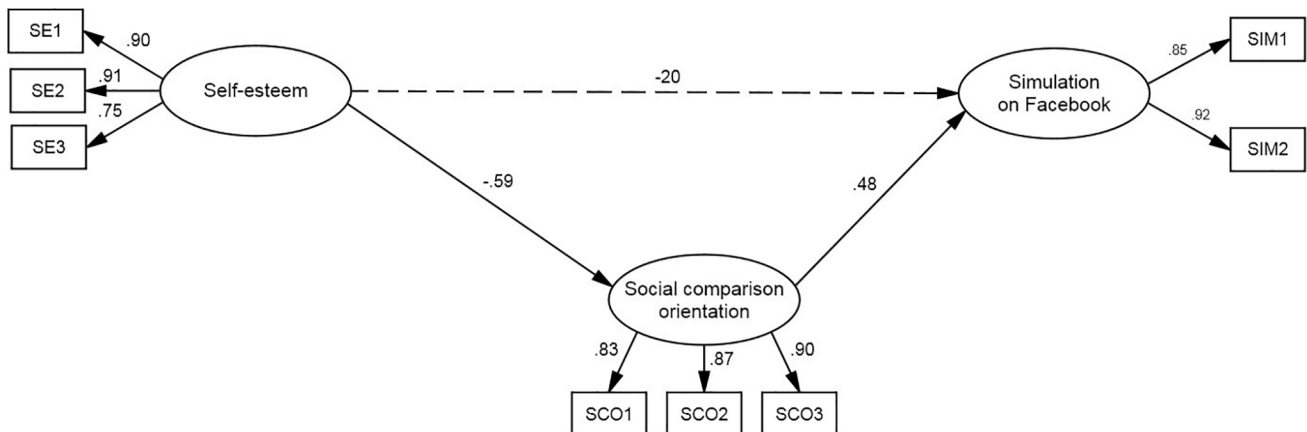 SE1
.90
SE2
.91
.75
SE3
Self-esteem
-20
Simulation
on Facebook
.85
SIM1
.92
SIM2
-.59
.48
Social comparison
orientation
.83
.87
.90
SCO1
SCO2
SCO3